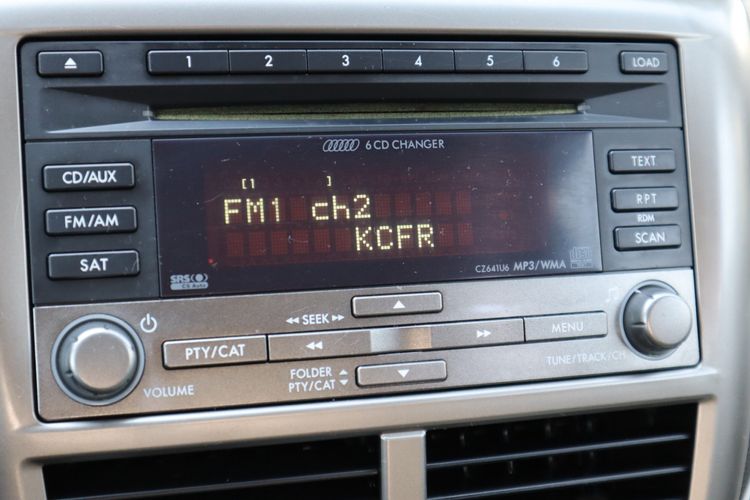 1 2 3 4 5 6 LOAD
6 CD CHANGER
CD/AUX
FM/AM
SAT
[1 ]
FM1 ch2
KCFR
TEXT
RPT
RDM
SCAN
SRS
CS Auto
CZ641U6 MP3/WMA
SEEK
PTY/CAT
MENU
VOLUME
FOLDER
PTY/CAT
TUNE/TRACK/CH